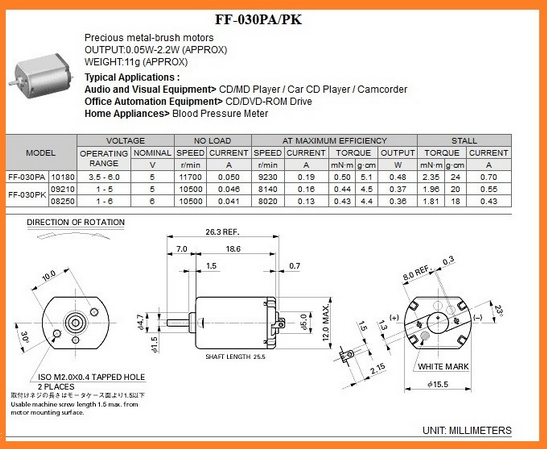 FF-030PA/PK
Precious metal-brush motors
OUTPUT:0.05W-2.2W (APPROX)
WEIGHT:11g (APPROX)
Typical Applications :
Audio and Visual Equipment> CD/MD Player / Car CD Player / Camcorder
Office Automation Equipment> CD/DVD-ROM Drive
Home Appliances> Blood Pressure Meter
MODEL VOLTAGE NO LOAD AT MAXIMUM EFFICIENCY STALL
OPERATING RANGE NOMINAL SPEED CURRENT SPEED CURRENT TORQUE OUTPUT TORQUE CURRENT
V r/min A r/min A mN·m g·cm W mN·m g·cm A
FF-030PA 10180 3.5 - 6.0 5 11700 0.050 9230 0.19 0.50 5.1 0.48 2.35 24 0.70
FF-030PK 09210 1 - 5 5 10500 0.046 8140 0.16 0.44 4.5 0.37 1.96 20 0.55
08250 1 - 6 6 10500 0.041 8020 0.13 0.43 4.4 0.36 1.81 18 0.43
DIRECTION OF ROTATION
26.3 REF.
7.0 18.6
1.5 0.7
10.0
30°
φ4.7
φ1.5
φ5.0
12.0 MAX.
SHAFT LENGTH 25.5
1.5
1.3
2.15
8.0 REF.
0.3
(+) (-)
23°
WHITE MARK
φ15.5
ISO M2.0X0.4 TAPPED HOLE
2 PLACES
取付けネジの長さはモーターケース面より1.5以下
Usable machine screw length 1.5 max. from
motor mounting surface.
UNIT: MILLIMETERS